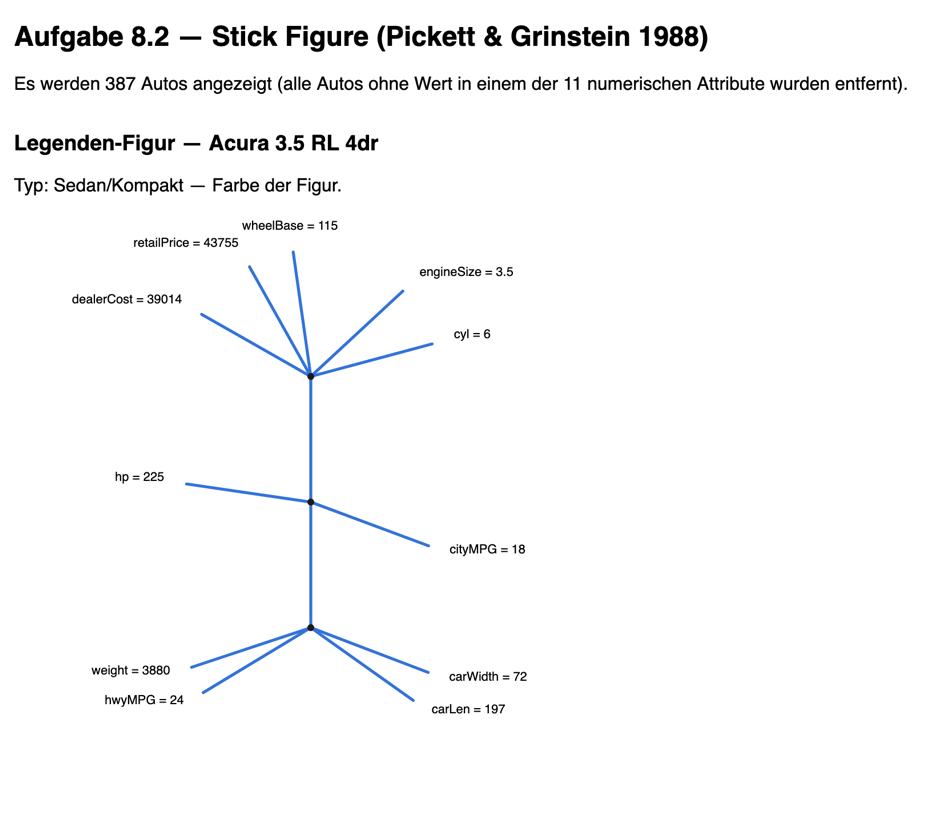 Aufgabe 8.2 — Stick Figure (Pickett & Grinstein 1988)
Es werden 387 Autos angezeigt (alle Autos ohne Wert in einem der 11 numerischen Attribute wurden entfernt).
Legenden-Figur — Acura 3.5 RL 4dr
Typ: Sedan/Kompakt — Farbe der Figur.
wheelBase = 115
retailPrice = 43755
engineSize = 3.5
dealerCost = 39014
cyl = 6
hp = 225
cityMPG = 18
weight = 3880
carWidth = 72
hwyMPG = 24
carLen = 197